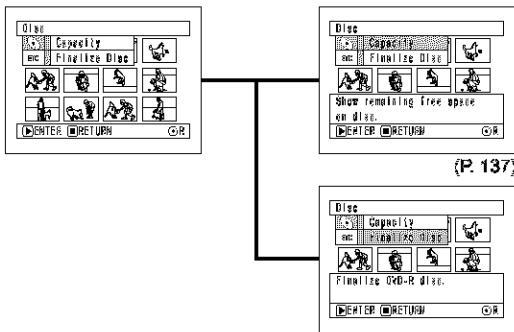 Disc
Capacity
Finalize Disc
ENTER RETURN R
Disc
Capacity
Finalize Disc
Show remaining free space
on disc.
ENTER RETURN R
(P. 137)
Disc
Capacity
Finalize Disc
Finalize DVD-R disc.
ENTER RETURN R